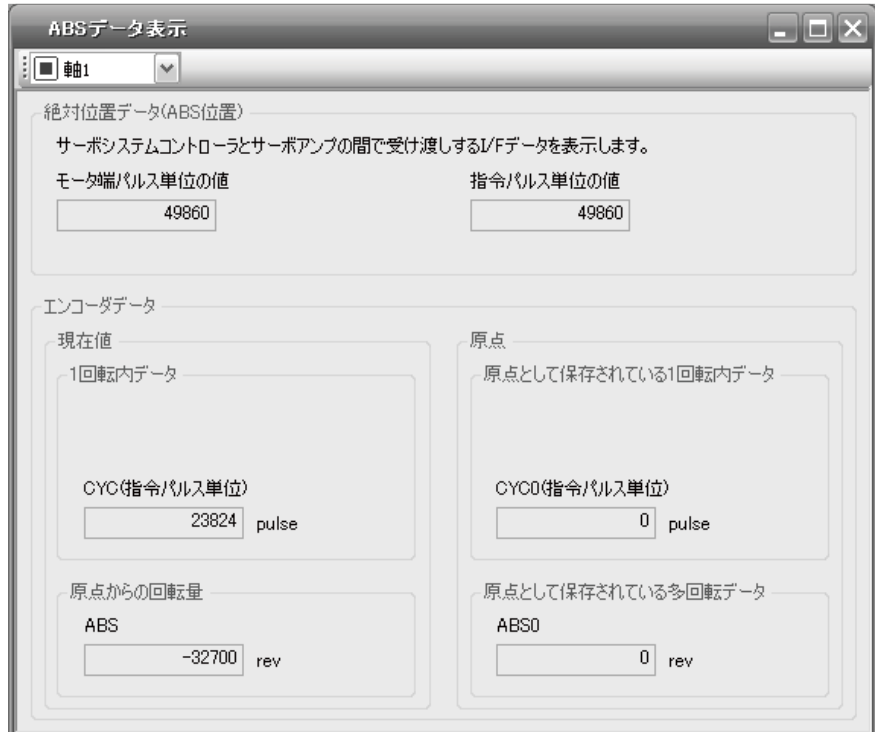 ABSデータ表示
軸1
絶対位置データ(ABS位置)
サーボシステムコントローラとサーボアンプの間で受け渡しするI/Fデータを表示します。
モータ端パルス単位の値
指令パルス単位の値
49860
49860
エンコーダデータ
現在値
1回転内データ
CYC(指令パルス単位)
23824 pulse
原点からの回転量
ABS
-32700 rev
原点
原点として保存されている1回転内データ
CYC0(指令パルス単位)
0 pulse
原点として保存されている多回転データ
ABS0
0 rev